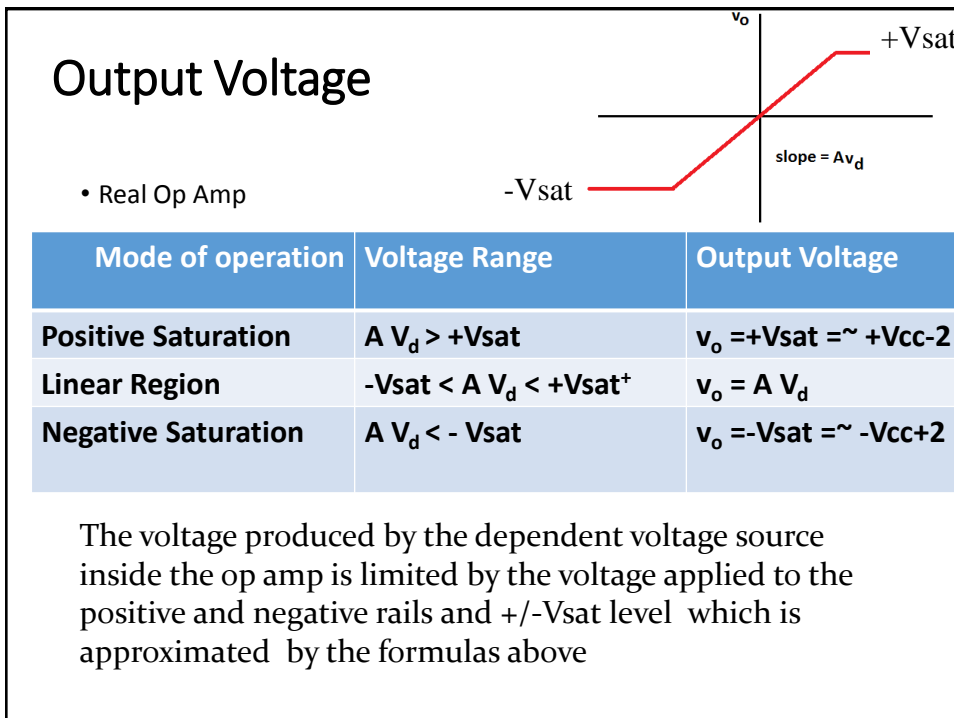 v₀
+Vsat
Output Voltage
slope = Avd
• Real Op Amp
-Vsat
Mode of operation Voltage Range Output Voltage
Positive Saturation A Vd > +Vsat vo =+Vsat =~ +Vcc-2
Linear Region -Vsat < A Vd < +Vsat⁺ vo = A Vd
Negative Saturation A Vd < - Vsat vo =-Vsat =~ -Vcc+2
The voltage produced by the dependent voltage source
inside the op amp is limited by the voltage applied to the
positive and negative rails and +/-Vsat level which is
approximated by the formulas above